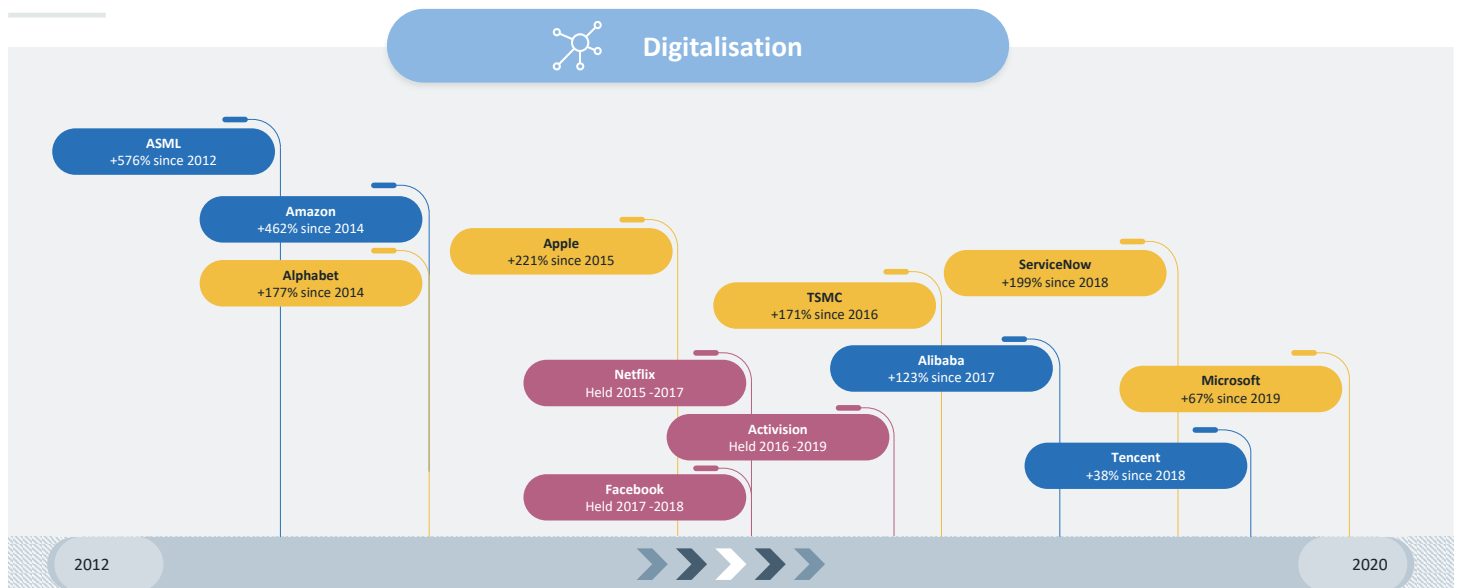 Digitalisation
ASML
+576% since 2012
Amazon
+462% since 2014
Alphabet
+177% since 2014
Apple
+221% since 2015
TSMC
+171% since 2016
ServiceNow
+199% since 2018
Netflix
Held 2015 -2017
Alibaba
+123% since 2017
Microsoft
+67% since 2019
Activision
Held 2016 -2019
Tencent
+38% since 2018
Facebook
Held 2017 -2018
2012
2020